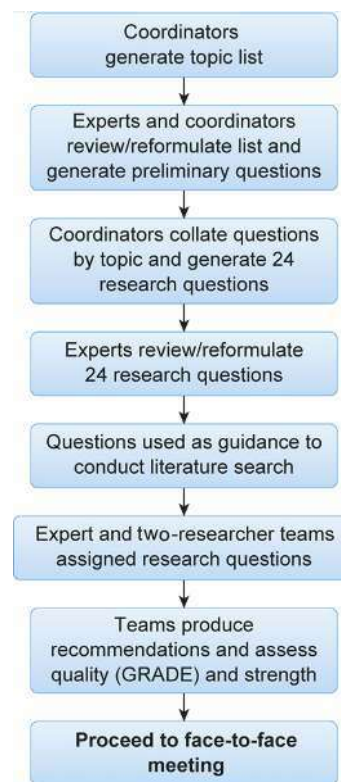 Coordinators
generate topic list
Experts and coordinators
review/reformulate list and
generate preliminary questions
Coordinators collate questions
by topic and generate 24
research questions
Experts review/reformulate
24 research questions
Questions used as guidance to
conduct literature search
Expert and two-researcher teams
assigned research questions
Teams produce
recommendations and assess
quality (GRADE) and strength
Proceed to face-to-face
meeting